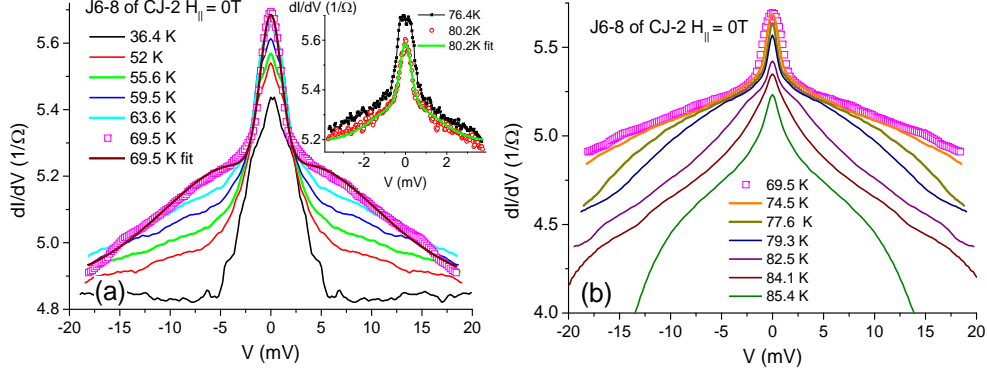 J6-8 of CJ-2 H|| = 0T
36.4 K
52 K
55.6 K
59.5 K
63.6 K
69.5 K
69.5 K fit
dI/dV (1/Ω)
5.6
5.4
5.2
5.0
4.8
-20
-15
-10
-5
0
5
10
15
20
V (mV)
(a)
dI/dV (1/Ω)
76.4K
80.2K
80.2K fit
5.6
5.4
5.2
-2
0
2
V (mV)
J6-8 of CJ-2 H|| = 0T
dI/dV (1/Ω)
5.5
5.0
4.5
4.0
69.5 K
74.5 K
77.6 K
79.3 K
82.5 K
84.1 K
85.4 K
(b)
-20
-15
-10
-5
0
5
10
15
20
V (mV)